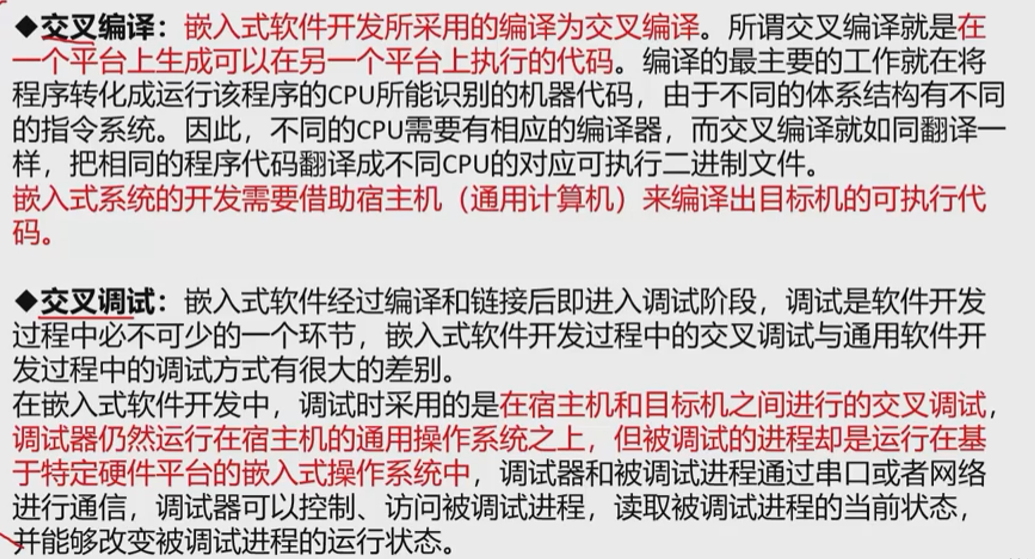 ◆交叉编译：嵌入式软件开发所采用的编译为交叉编译。所谓交叉编译就是在
一个平台上生成可以在另一个平台上执行的代码。编译的最主要的工作就在将
程序转化成运行该程序的CPU所能识别的机器代码，由于不同的体系结构有不同
的指令系统。因此，不同的CPU需要有相应的编译器，而交叉编译就如同翻译一
样，把相同的程序代码翻译成不同CPU的对应可执行二进制文件。
嵌入式系统的开发需要借助宿主机（通用计算机）来编译出目标机的可执行代
码。
◆交叉调试：嵌入式软件经过编译和链接后即进入调试阶段，调试是软件开发
过程中必不可少的一个环节，嵌入式软件开发过程中的交叉调试与通用软件开
发过程中的调试方式有很大的差别。
在嵌入式软件开发中，调试时采用的是在宿主机和目标机之间进行的交叉调试，
调试器仍然运行在宿主机的通用操作系统之上，但被调试的进程却是运行在基
于特定硬件平台的嵌入式操作系统中，调试器和被调试进程通过串口或者网络
进行通信，调试器可以控制、访问被调试进程，读取被调试进程的当前状态，
并能够改变被调试进程的运行状态。